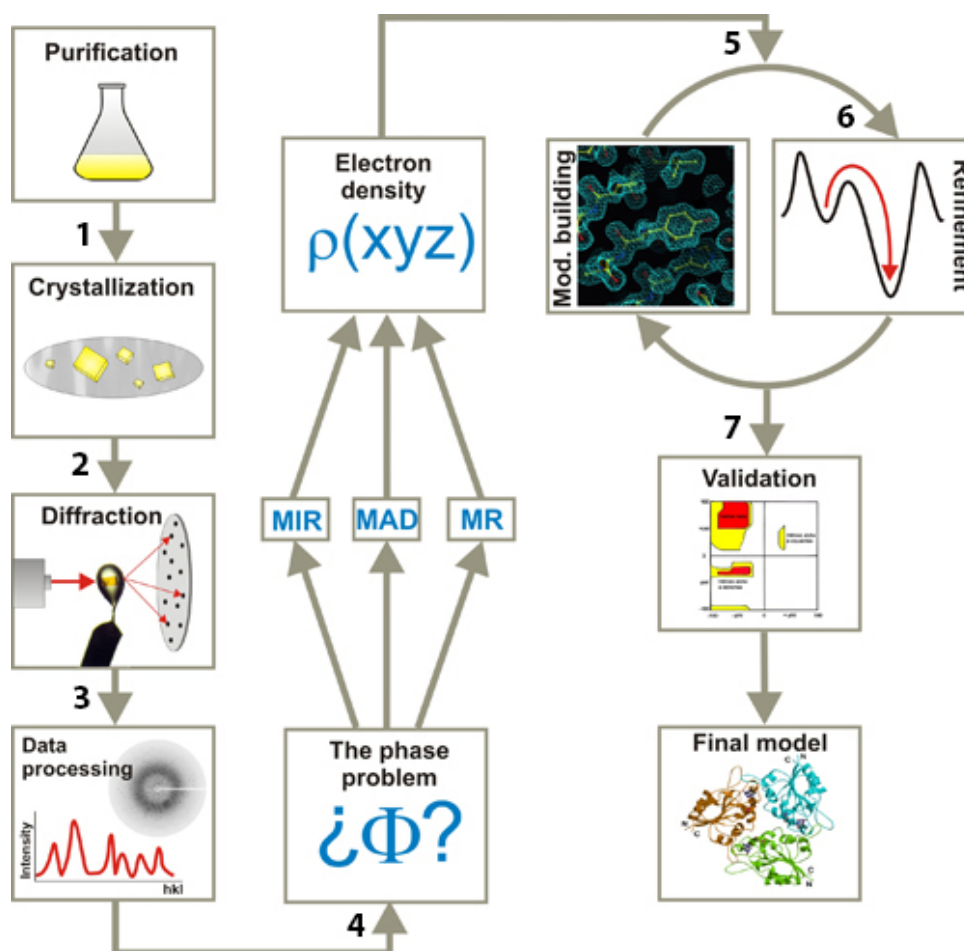 Purification
1
Crystallization
2
Diffraction
3
Data
processing
Intensity
hkl
4
The phase
problem
¿Φ?
MIR
MAD
MR
Electron
density
ρ(xyz)
5
Mod. building
6
Refinement
7
Validation
Final model
N
C
N
C
N
C